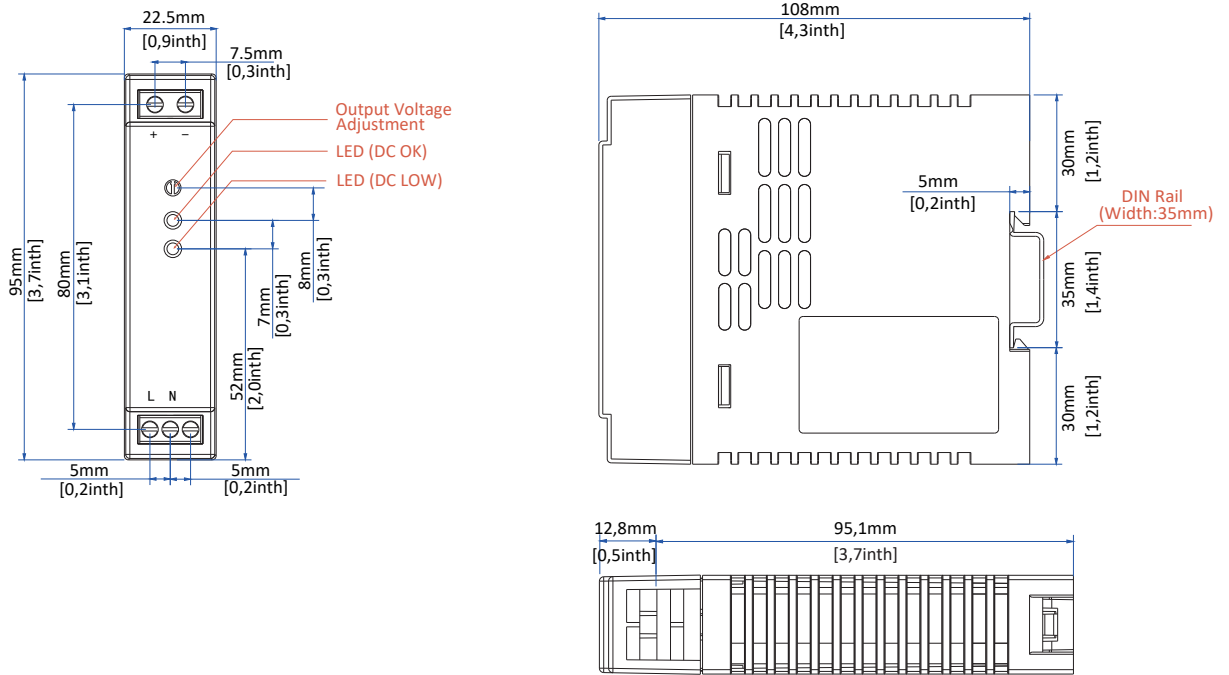 22.5mm
[0,9inth]
7.5mm
[0,3inth]
+ −
Output Voltage
Adjustment
LED (DC OK)
LED (DC LOW)
95mm
[3,7inth]
80mm
[3,1inth]
8mm
[0,3inth]
7mm
[0,3inth]
52mm
[2,0inth]
L N
5mm
[0,2inth]
5mm
[0,2inth]
108mm
[4,3inth]
30mm
[1,2inth]
5mm
[0,2inth]
DIN Rail
(Width:35mm)
35mm
[1,4inth]
30mm
[1,2inth]
12,8mm
[0,5inth]
95,1mm
[3,7inth]